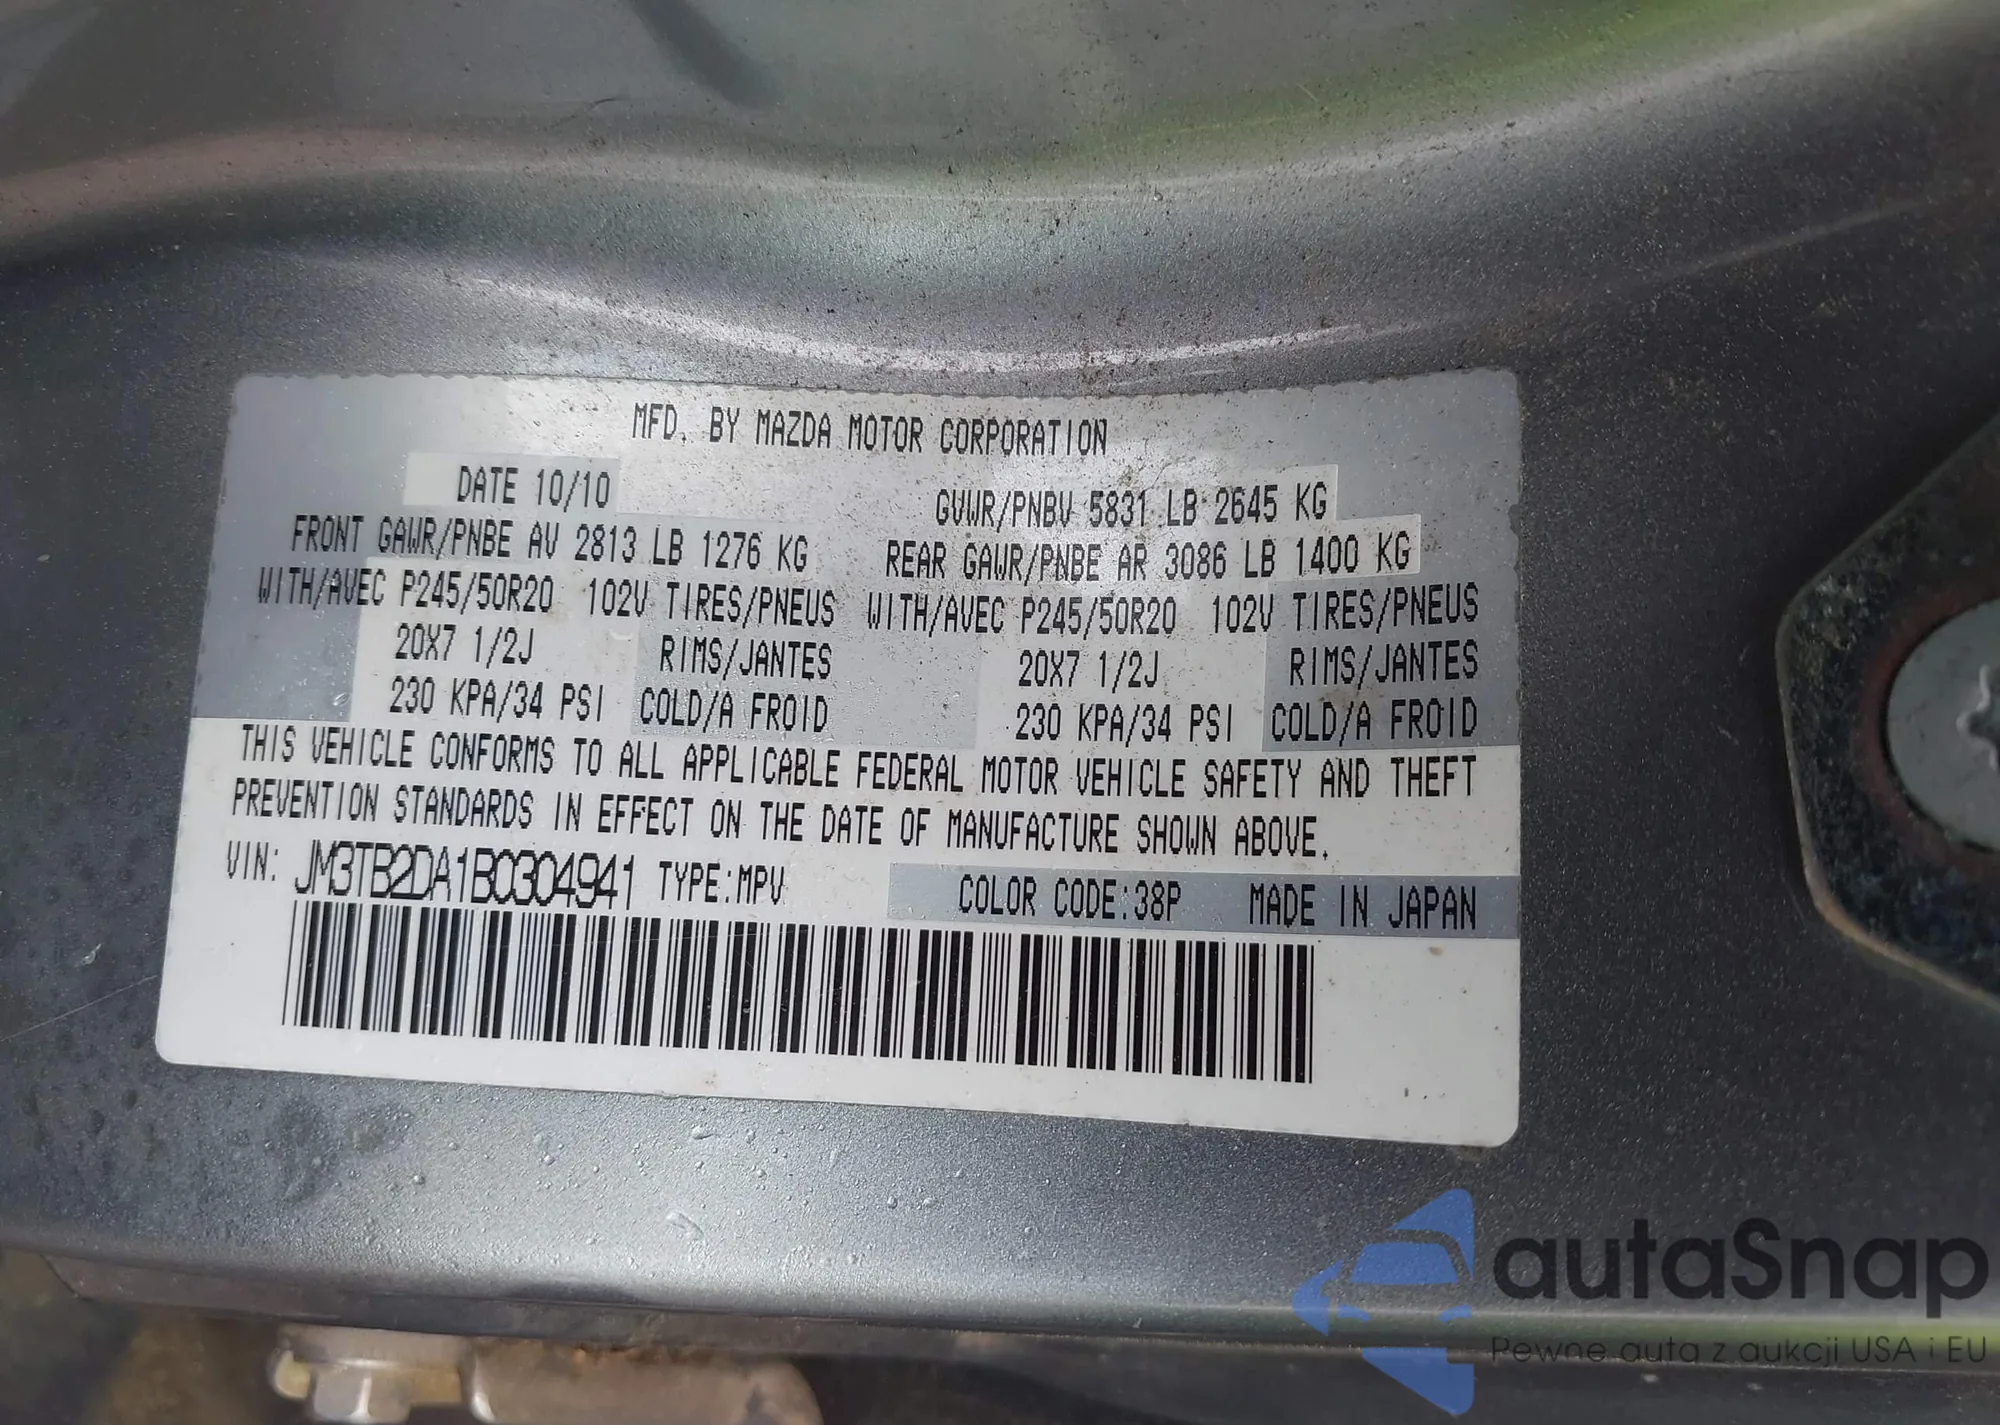 MFD. BY MAZDA MOTOR CORPORATION
DATE 10/10 GVWR/PNBV 5831 LB 2645 KG
FRONT GAWR/PNBE AV 2813 LB 1276 KG REAR GAWR/PNBE AR 3086 LB 1400 KG
WITH/AVEC P245/50R20 102V TIRES/PNEUS WITH/AVEC P245/50R20 102V TIRES/PNEUS
20X7 1/2J RIMS/JANTES 20X7 1/2J RIMS/JANTES
230 KPA/34 PSI COLD/A FROID 230 KPA/34 PSI COLD/A FROID
THIS VEHICLE CONFORMS TO ALL APPLICABLE FEDERAL MOTOR VEHICLE SAFETY AND THEFT
PREVENTION STANDARDS IN EFFECT ON THE DATE OF MANUFACTURE SHOWN ABOVE.
VIN: JM3TB2DA1B0304941 TYPE:MPV COLOR CODE:38P MADE IN JAPAN
autaSnap
Pewne auta z aukcji USA i EU